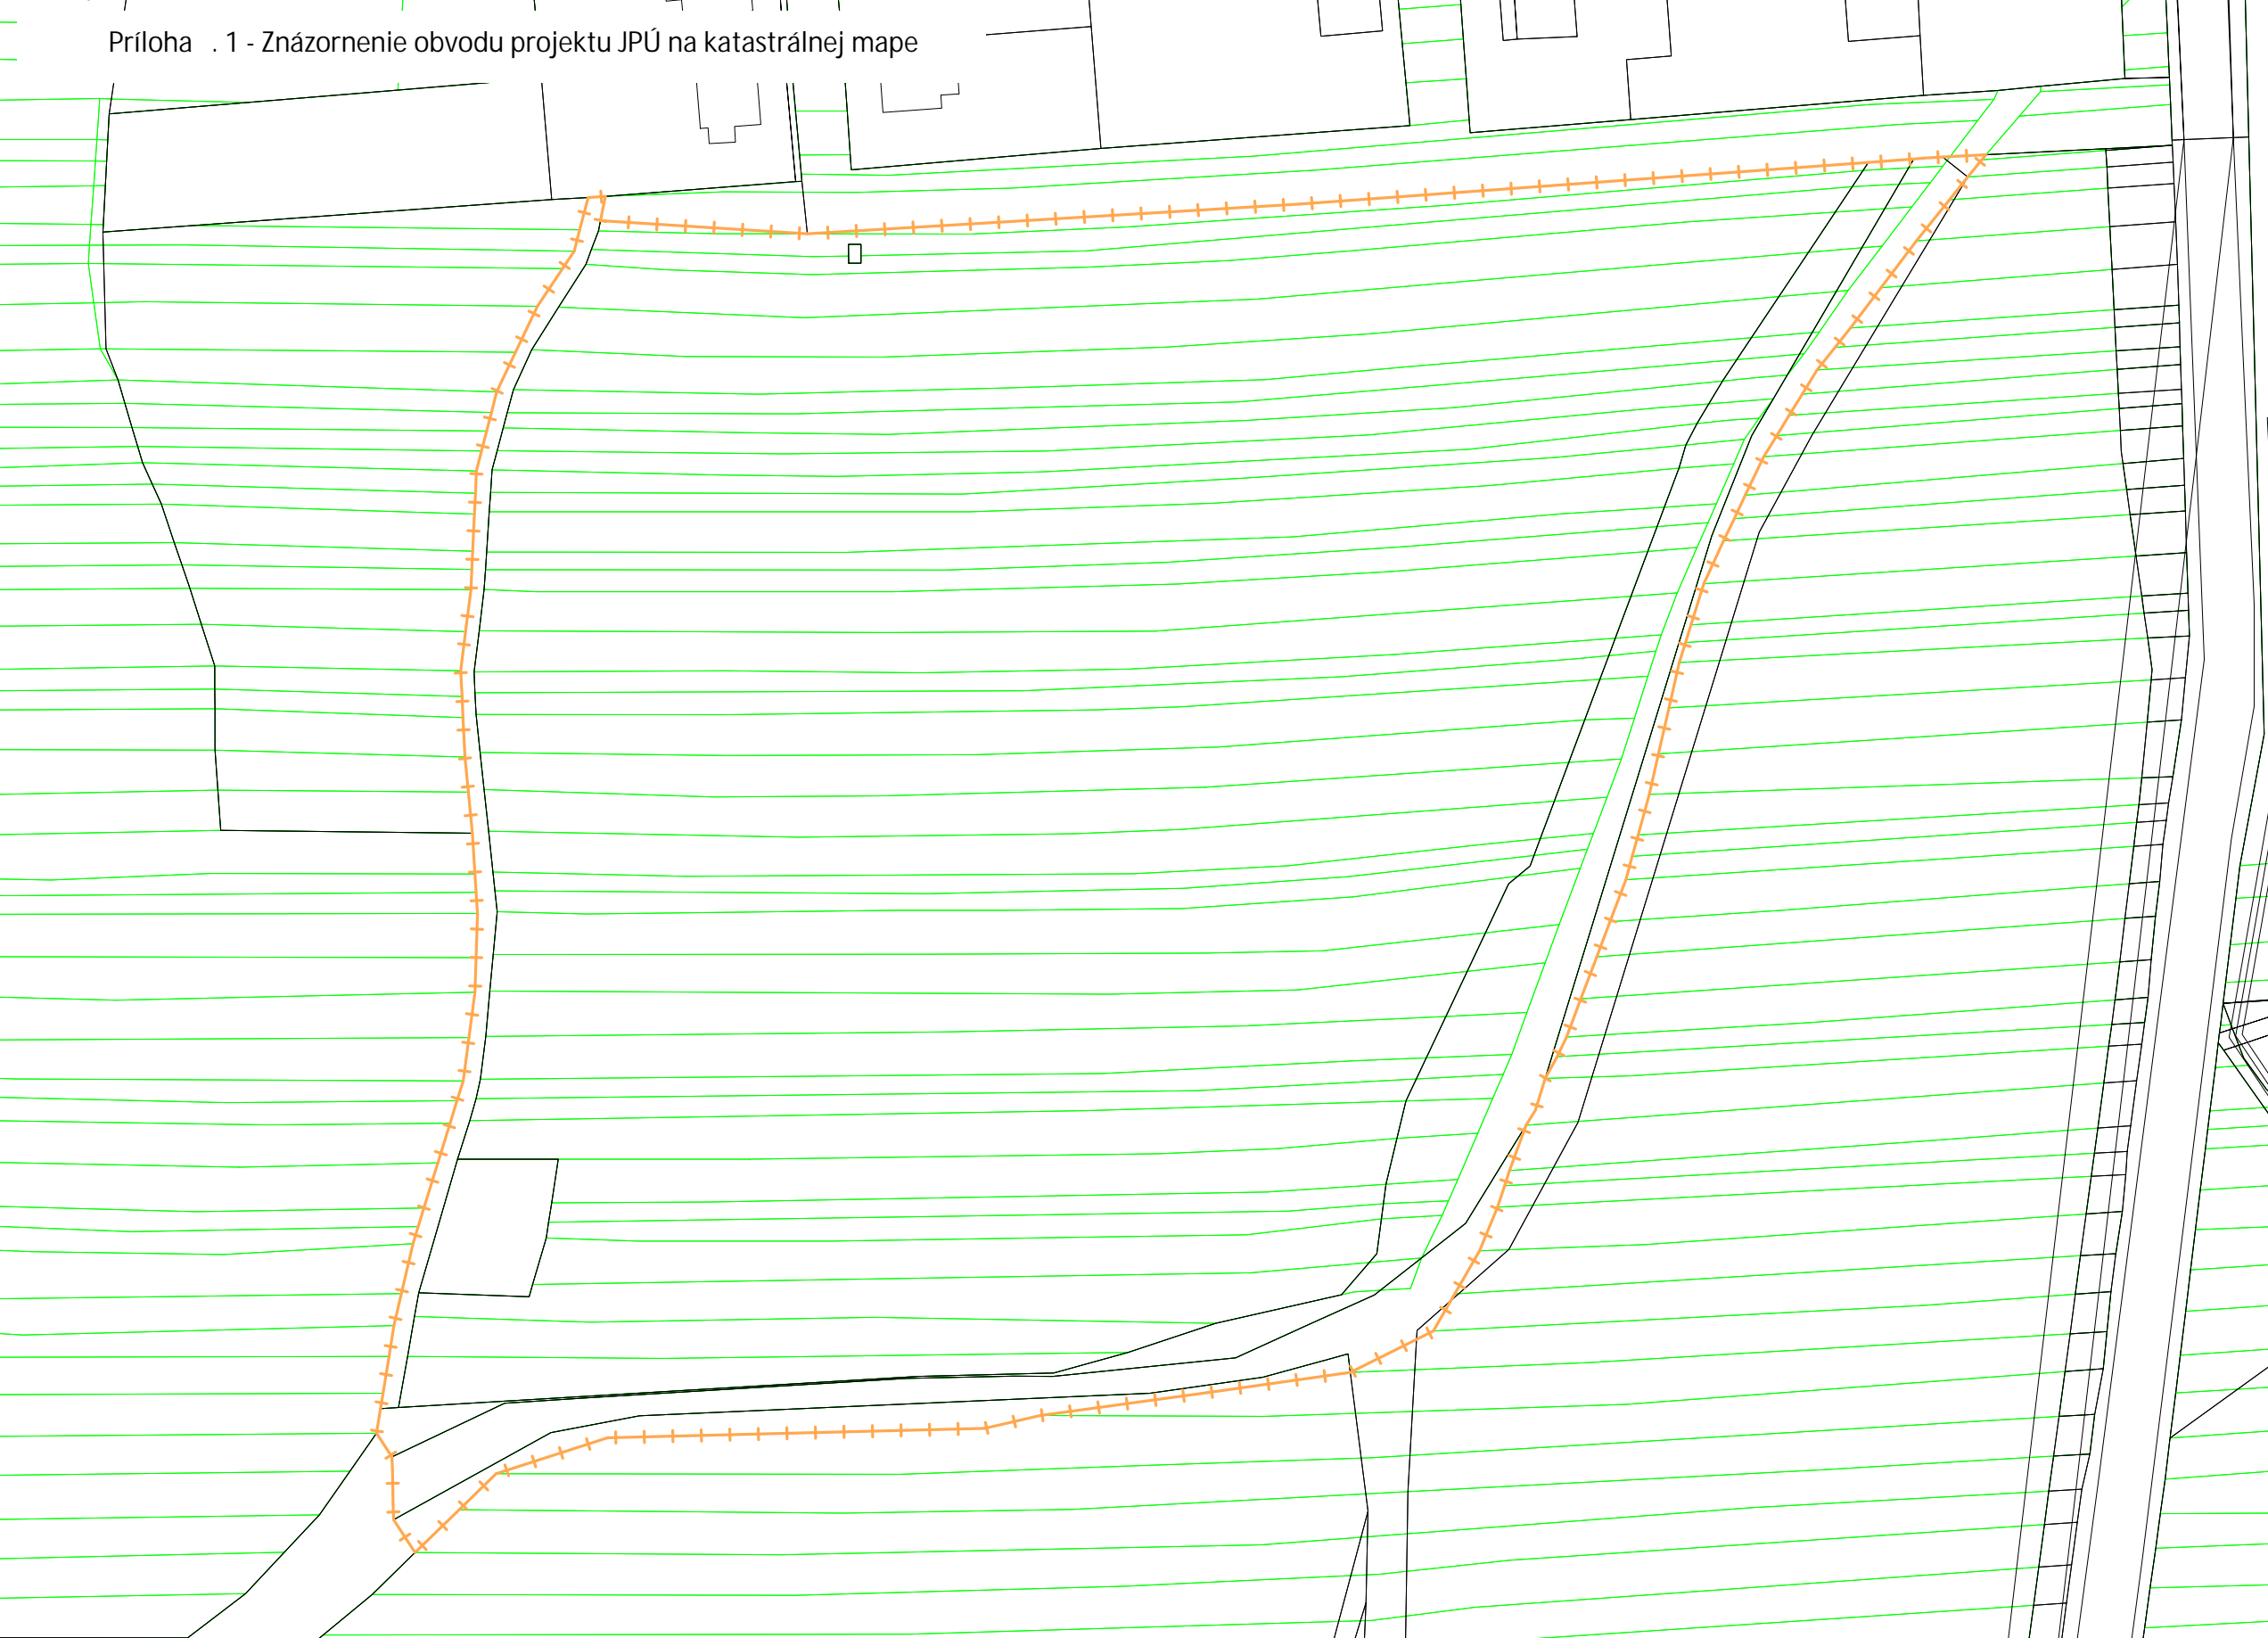 Príloha . 1 - Znázornenie obvodu projektu JPÚ na katastrálnej mape